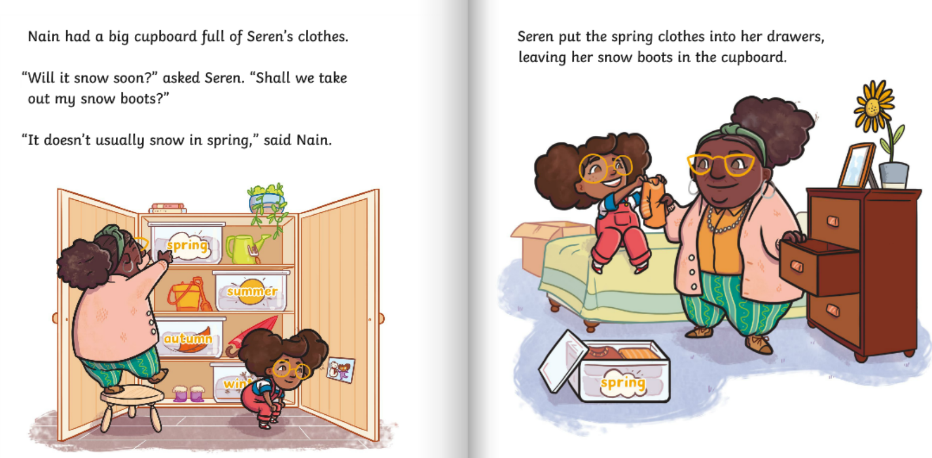 Nain had a big cupboard full of Seren's clothes.
“Will it snow soon?” asked Seren. “Shall we take
out my snow boots?”
“It doesn't usually snow in spring,” said Nain.
spring
summer
autumn
win
Seren put the spring clothes into her drawers,
leaving her snow boots in the cupboard.
spring